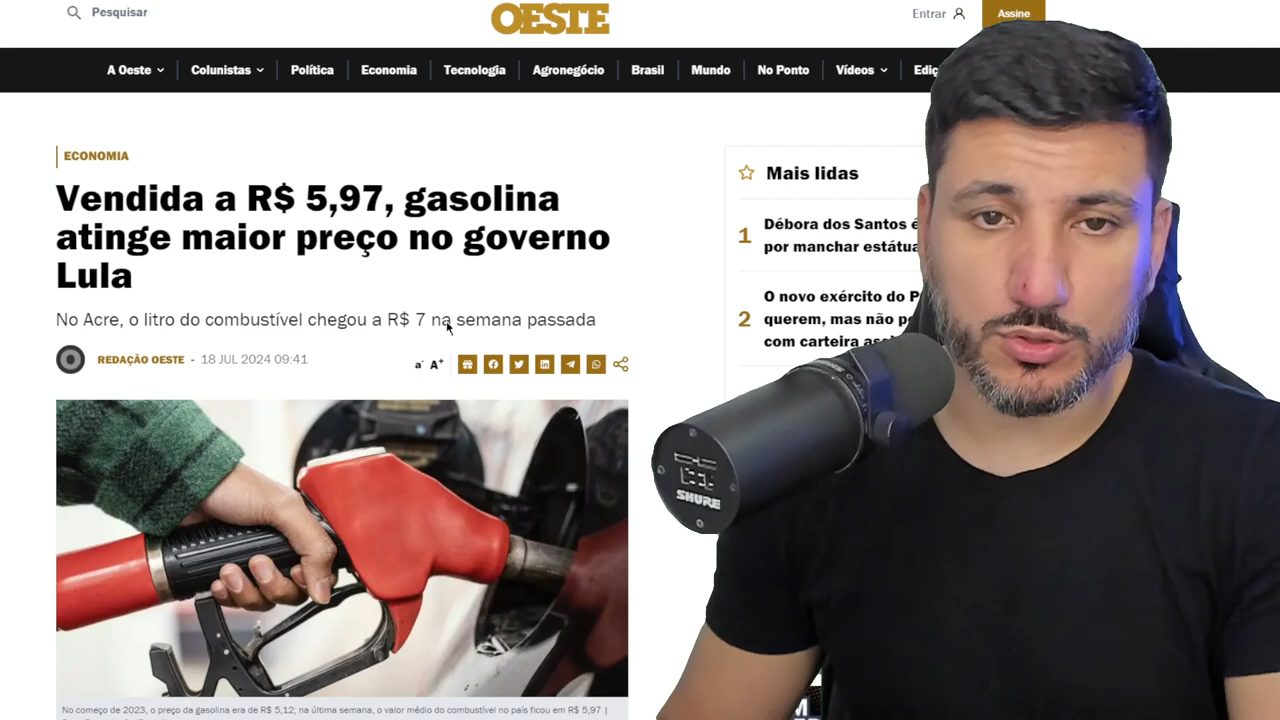 Pesquisar
OESTE
Entrar
Assine
A Oeste
Colunistas
Política
Economia
Tecnologia
Agronegócio
Brasil
Mundo
No Ponto
Vídeos
ECONOMIA
Vendida a R$ 5,97, gasolina
atinge maior preço no governo
Lula
No Acre, o litro do combustível chegou a R$ 7 na semana passada
REDAÇÃO OESTE - 18 JUL 2024 09:41
a- A+
Mais lidas
1
Débora dos Santos é
por manchar
2
O novo exército do
querem, mas não
com carteira
SHURE
No começo de 2023, o preço da gasolina era de R$ 5,12; na última semana, o valor médio do combustível no país ficou em R$ 5,97 |